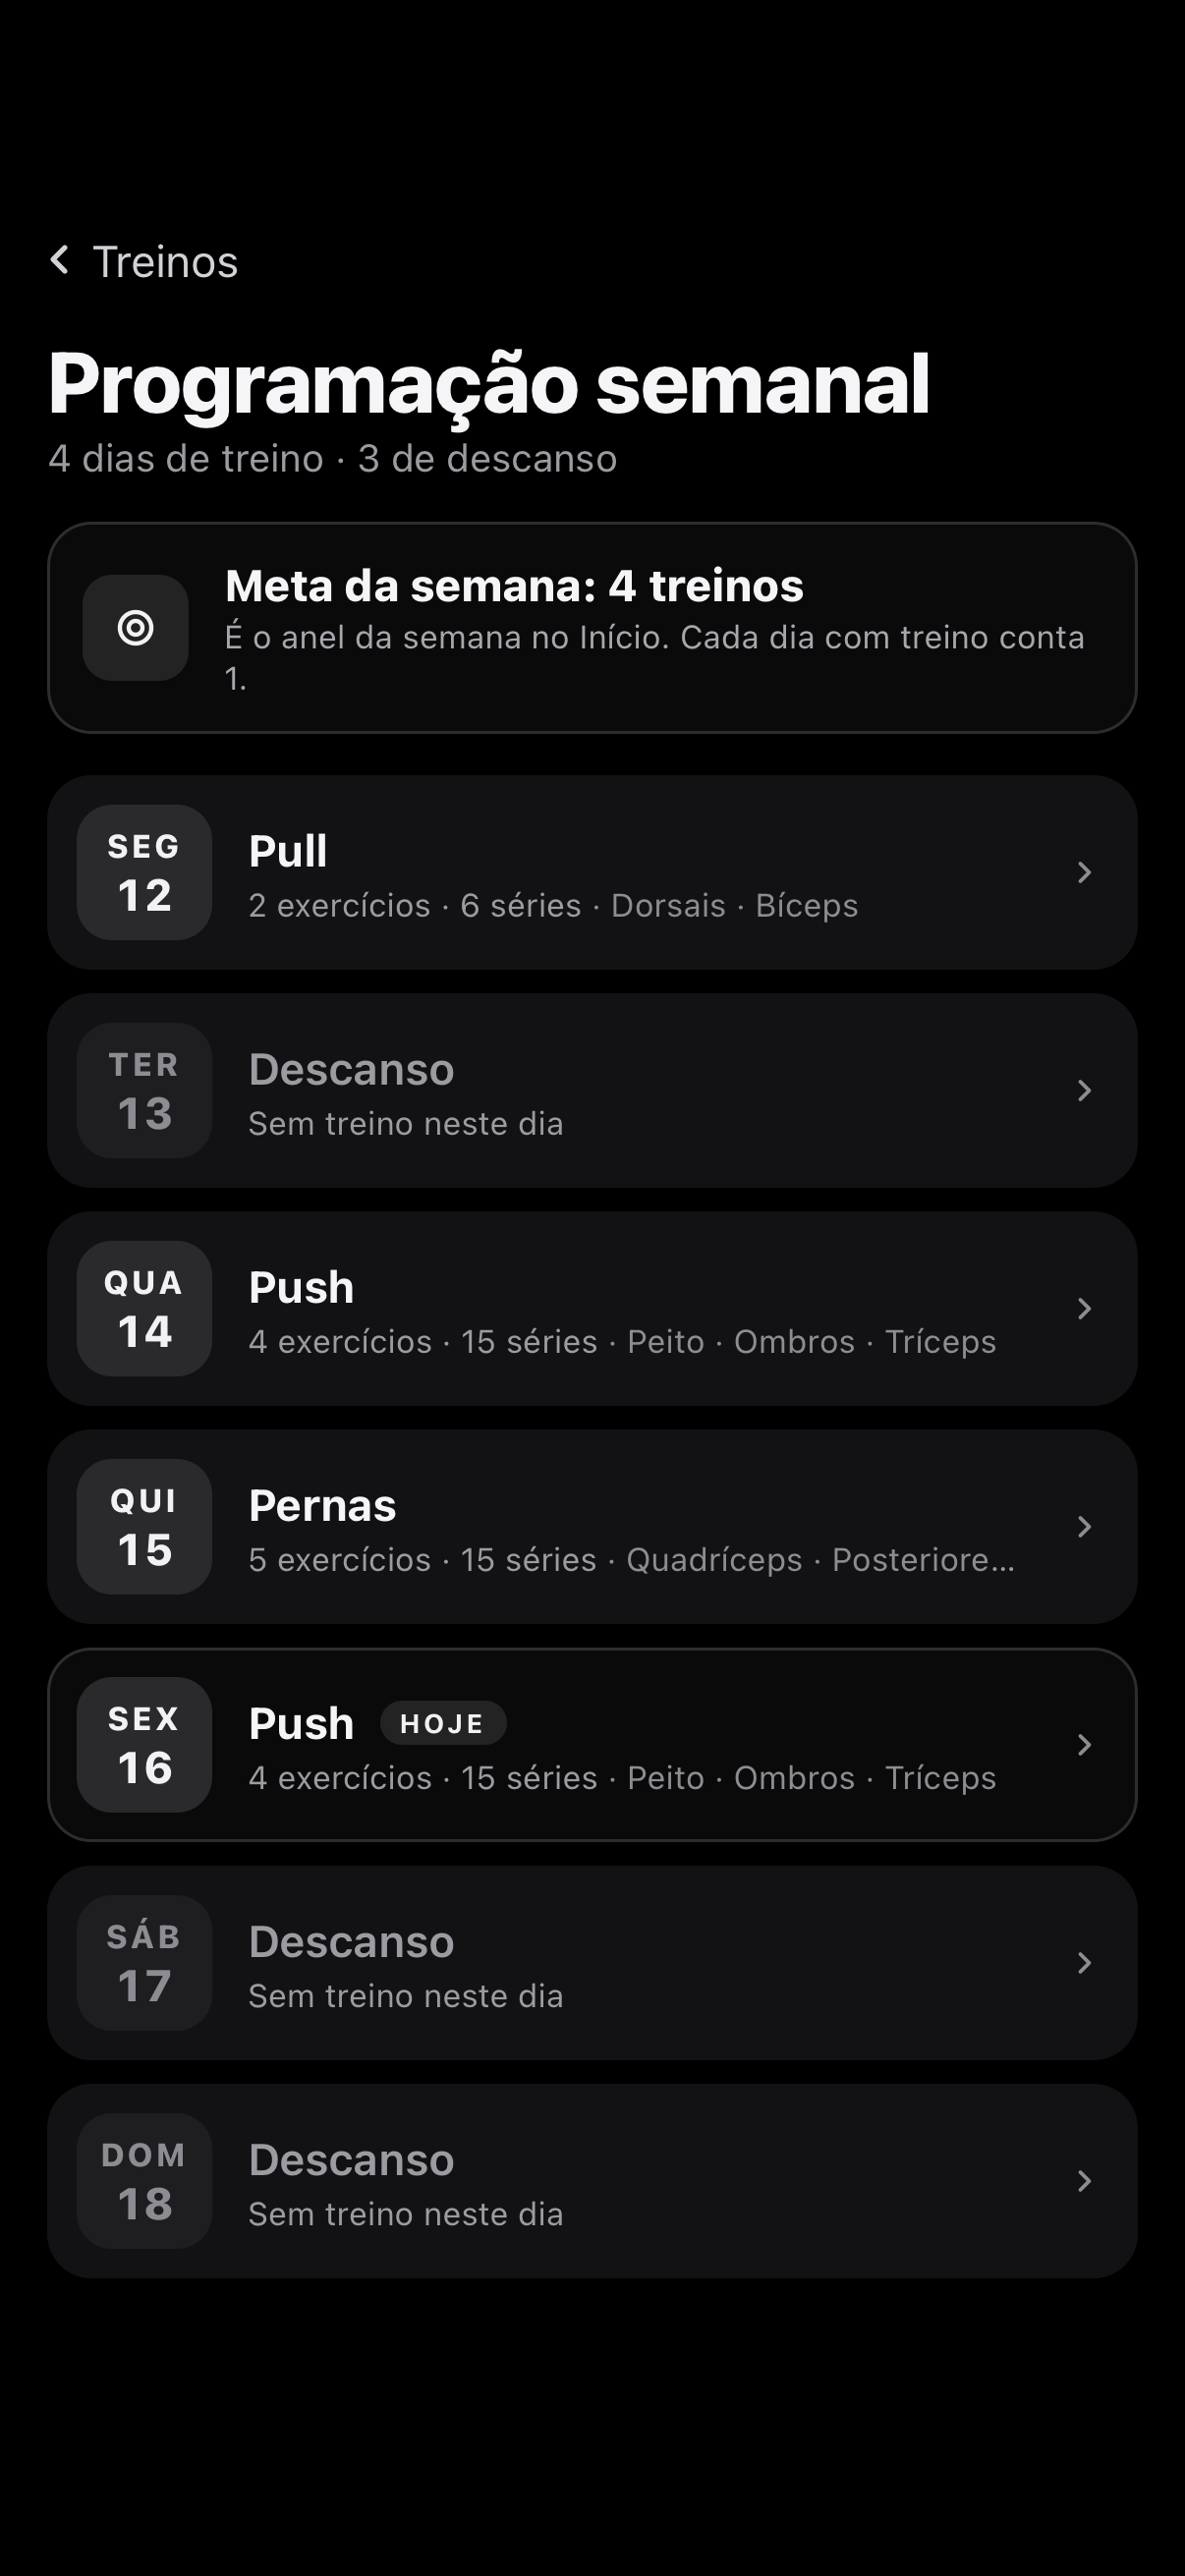 Treinos
Programação semanal
4 dias de treino · 3 de descanso
Meta da semana: 4 treinos
É o anel da semana no Início. Cada dia com treino conta
1.
SEG
12
Pull
2 exercícios · 6 séries · Dorsais · Bíceps
TER
13
Descanso
Sem treino neste dia
QUA
14
Push
4 exercícios · 15 séries · Peito · Ombros · Tríceps
QUI
15
Pernas
5 exercícios · 15 séries · Quadríceps · Posteriore...
SEX
16
Push HOJE
4 exercícios · 15 séries · Peito · Ombros · Tríceps
SÁB
17
Descanso
Sem treino neste dia
DOM
18
Descanso
Sem treino neste dia